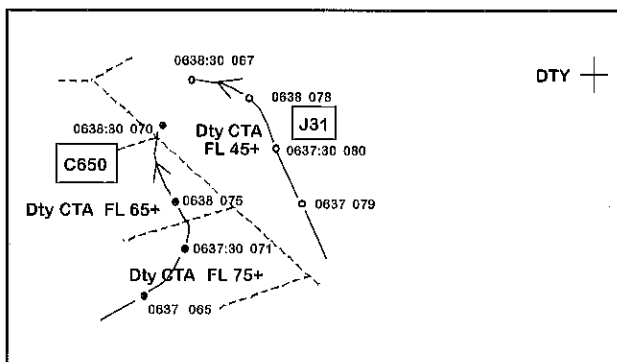 0638:30 067
DTY
0638 078
J31
Dty CTA
FL 45+
0638:30 070
0637:30 080
C650
0638 075
0637 079
Dty CTA FL 65+
0637:30 071
Dty CTA FL 75+
0637 065